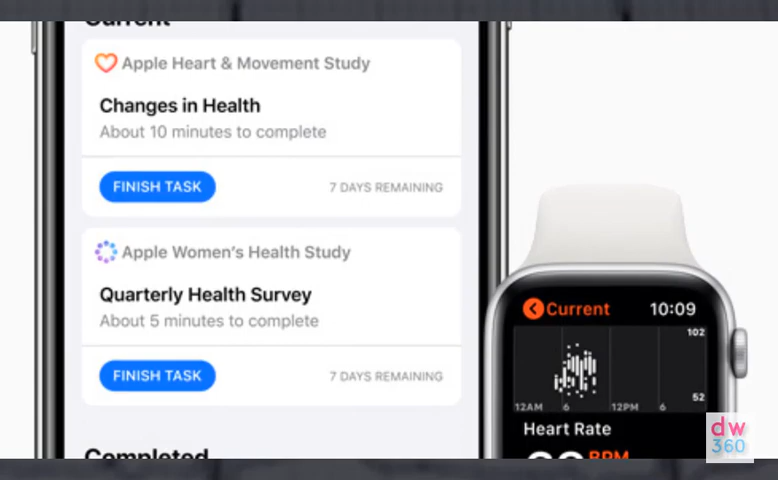 Current
Apple Heart & Movement Study
Changes in Health
About 10 minutes to complete
FINISH TASK
7 DAYS REMAINING
Apple Women's Health Study
Quarterly Health Survey
About 5 minutes to complete
FINISH TASK
7 DAYS REMAINING
Completed
Current
10:09
102
52
12AM 6 12PM 6
Heart Rate
BPM
dw
360